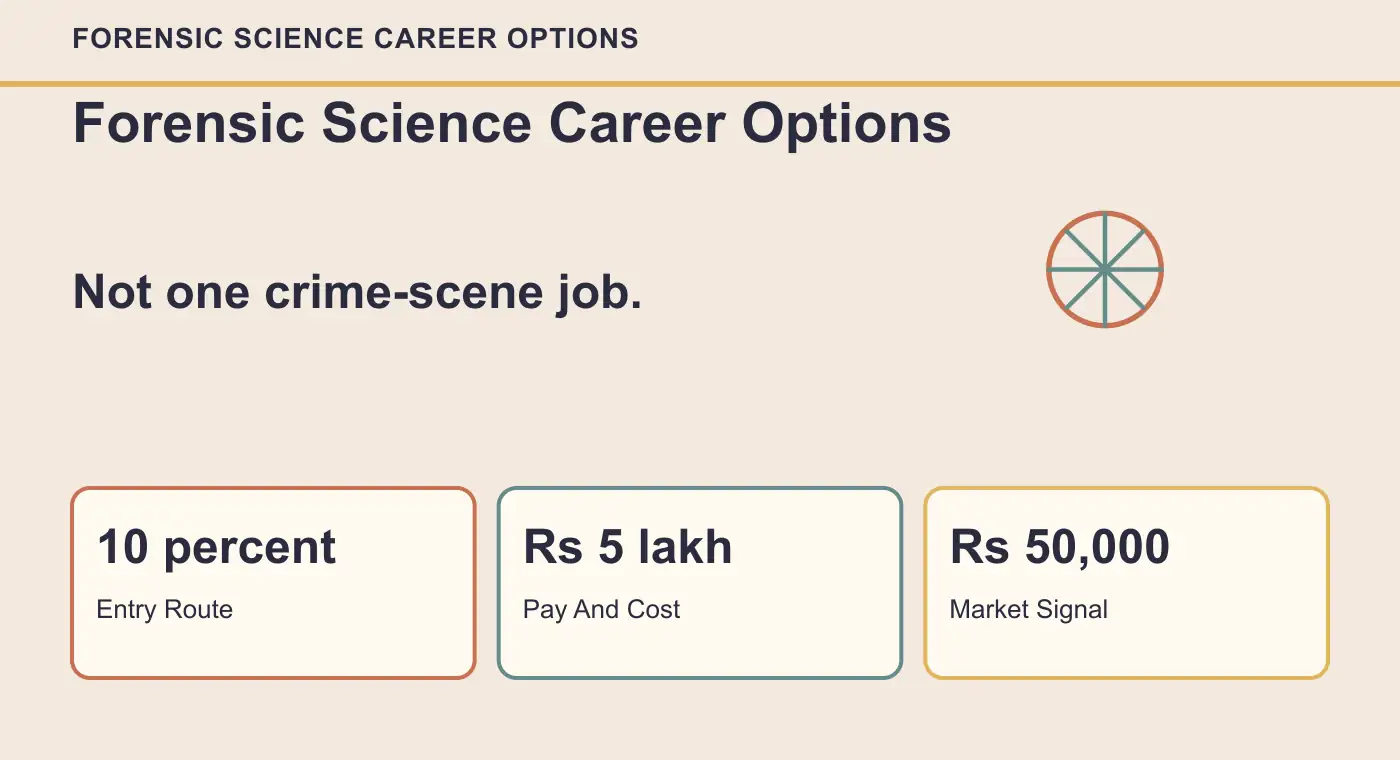 FORENSIC SCIENCE CAREER OPTIONS
Forensic Science Career Options
Not one crime-scene job.
10 percent
Entry Route
Rs 5 lakh
Pay And Cost
Rs 50,000
Market Signal